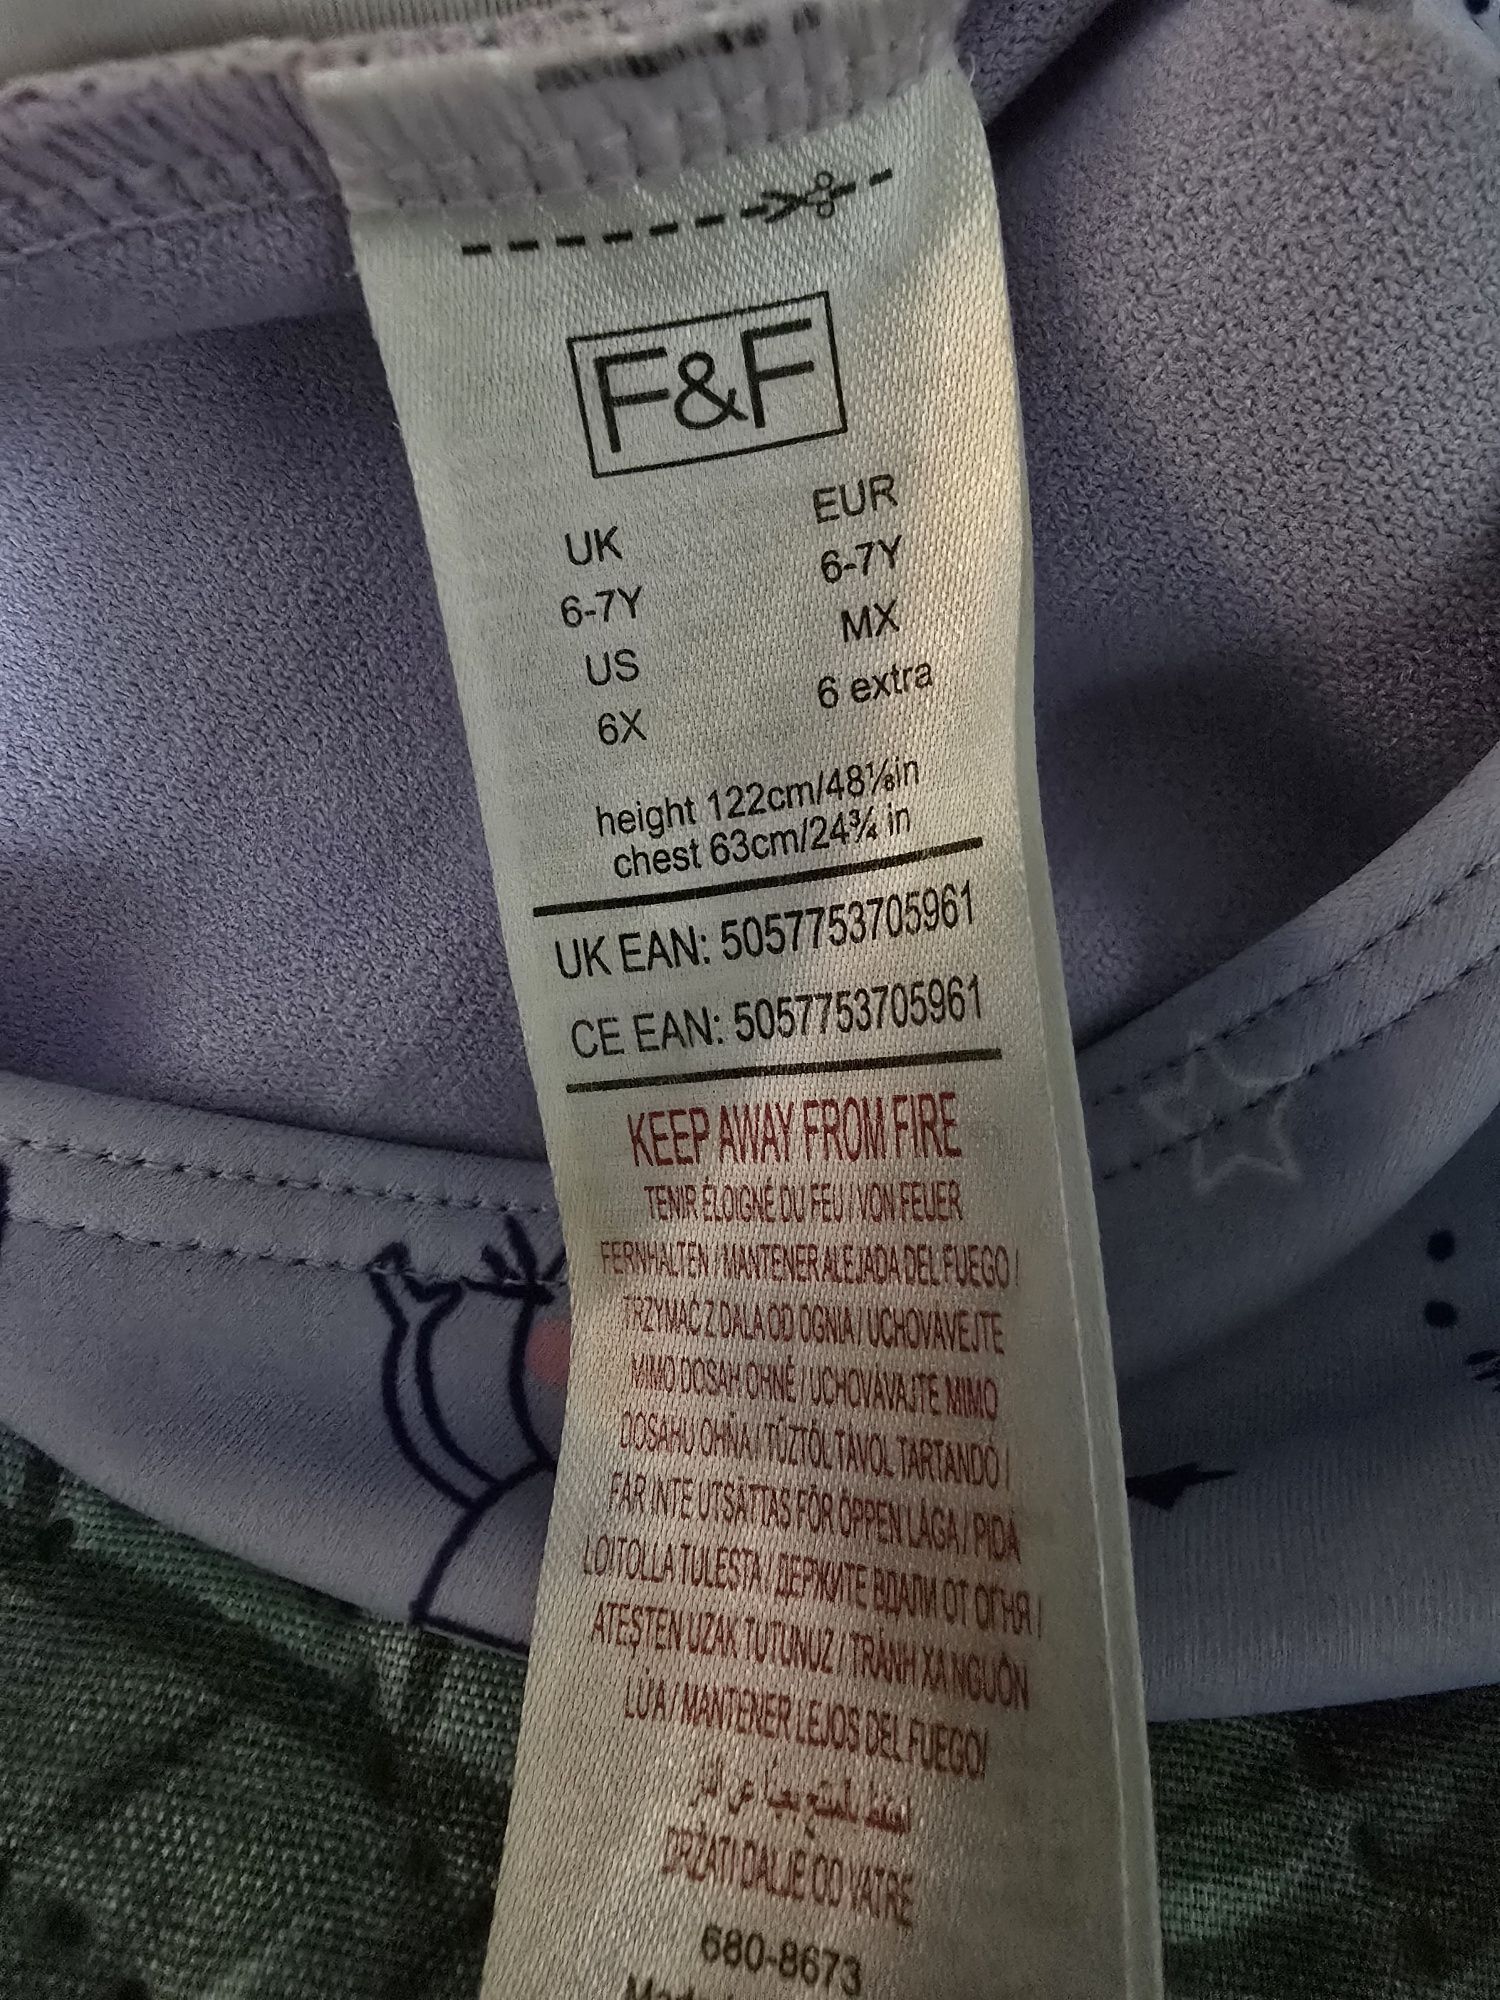 F&F
UK EUR
6-7Y 6-7Y
US MX
6X 6 extra
height 122cm/48⅛in
chest 63cm/24¾ in
UK EAN: 5057753705961
CE EAN: 5057753705961
KEEP AWAY FROM FIRE
TENIR ÉLOIGNÉ DU FEU / VON FEUER
FERNHALTEN / MANTENER ALEJADA DEL FUEGO /
TRZYMAĆ Z DALA OD OGNIA / UCHOVÁVEJTE
MIMO DOSAH OHNĚ / UCHOVÁVAJTE MIMO
DOSAHU OHŇA / TŰZTŐL TÁVOL TARTANDÓ /
FÅR INTE UTSÄTTAS FÖR ÖPPEN LÅGA / PIDÄ
LOITOLLA TULESTA / ДЕРЖИТЕ ВДАЛИ ОТ ОГНЯ /
ATEŞTEN UZAK TUTUNUZ / TRÁNH XA NGUỒN
LỬA / MANTENER LEJOS DEL FUEGO/
DRŽATI DALJE OD VATRE
680-8673